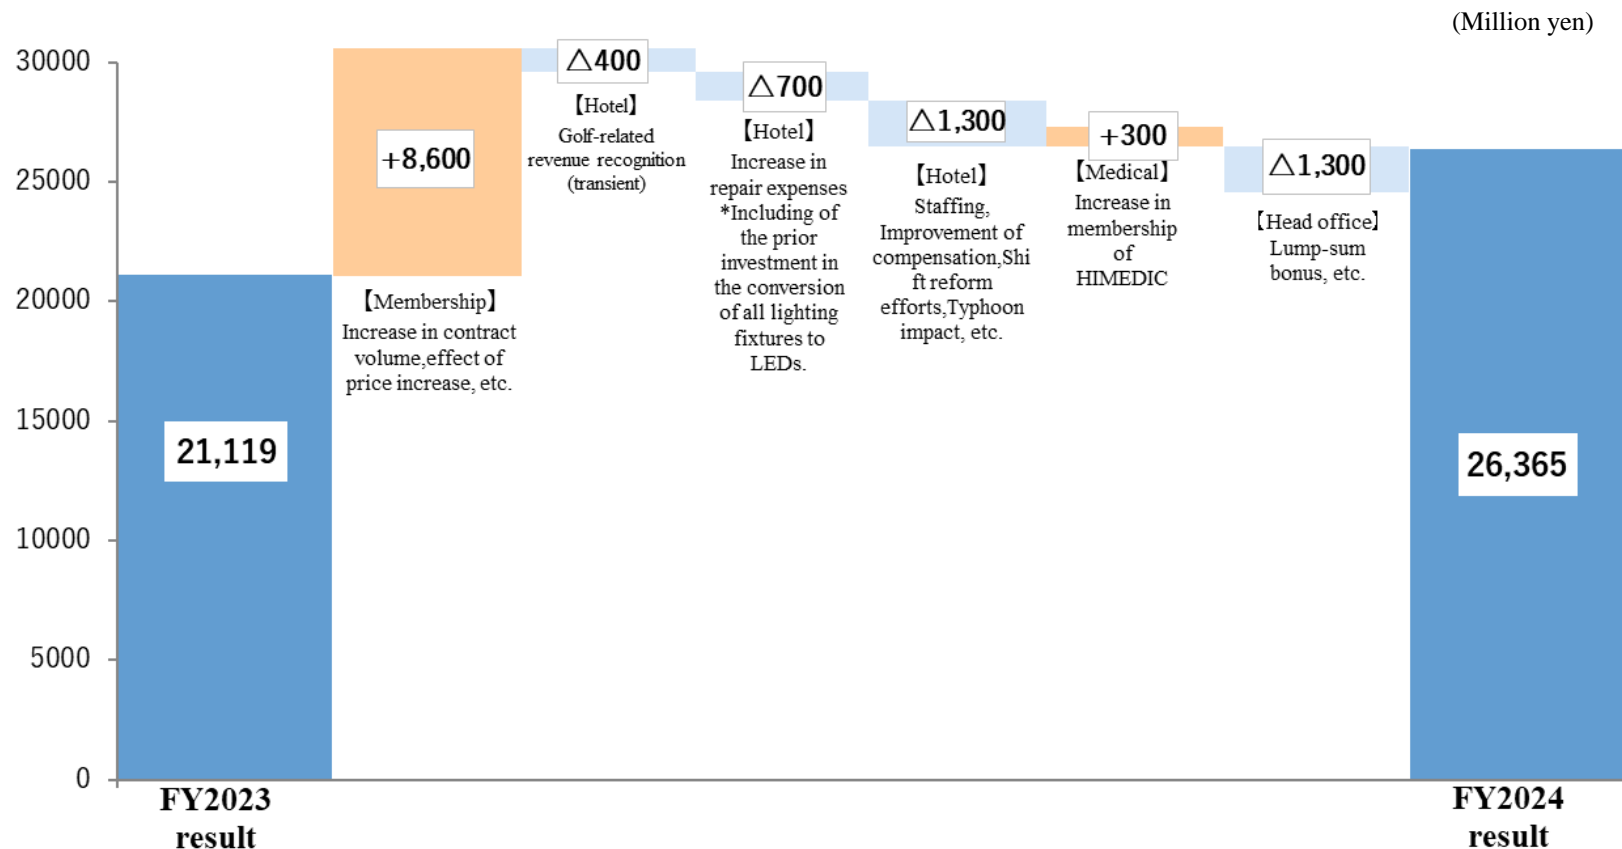 (Million yen)
30000
25000
20000
15000
10000
5000
0
21,119
FY2023
result
+8,600
【Membership】
Increase in contract
volume,effect of
price increase, etc.
△400
【Hotel】
Golf-related
revenue recognition
(transient)
△700
【Hotel】
Increase in
repair expenses
*Including of
the prior
investment in
the conversion
of all lighting
fixtures to
LEDs.
△1,300
【Hotel】
Staffing,
Improvement of
compensation,Shi
ft reform
efforts,Typhoon
impact, etc.
+300
【Medical】
Increase in
membership
of
HIMEDIC
△1,300
【Head office】
Lump-sum
bonus, etc.
26,365
FY2024
result